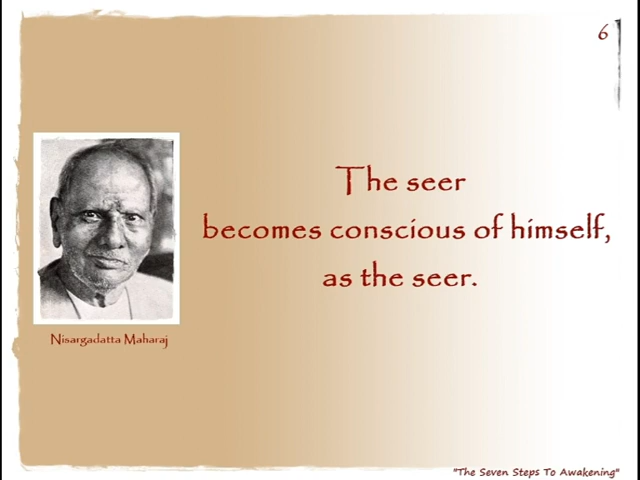 6
The seer
becomes conscious of himself,
as the seer.
Nisargadatta Maharaj
"The Seven Steps To Awakening"